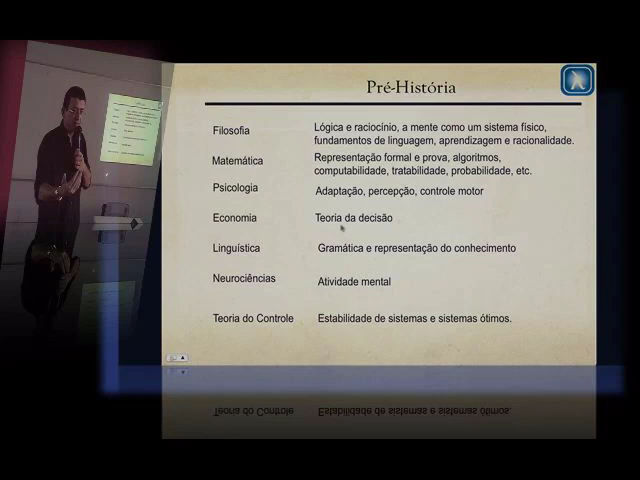 Pré-História
Filosofia
Lógica e raciocínio, a mente como um sistema físico,
fundamentos de linguagem, aprendizagem e racionalidade.
Matemática
Representação formal e prova, algoritmos,
computabilidade, tratabilidade, probabilidade, etc.
Psicologia
Adaptação, percepção, controle motor
Economia
Teoria da decisão
Linguística
Gramática e representação do conhecimento
Neurociências
Atividade mental
Teoria do Controle
Estabilidade de sistemas e sistemas ótimos.